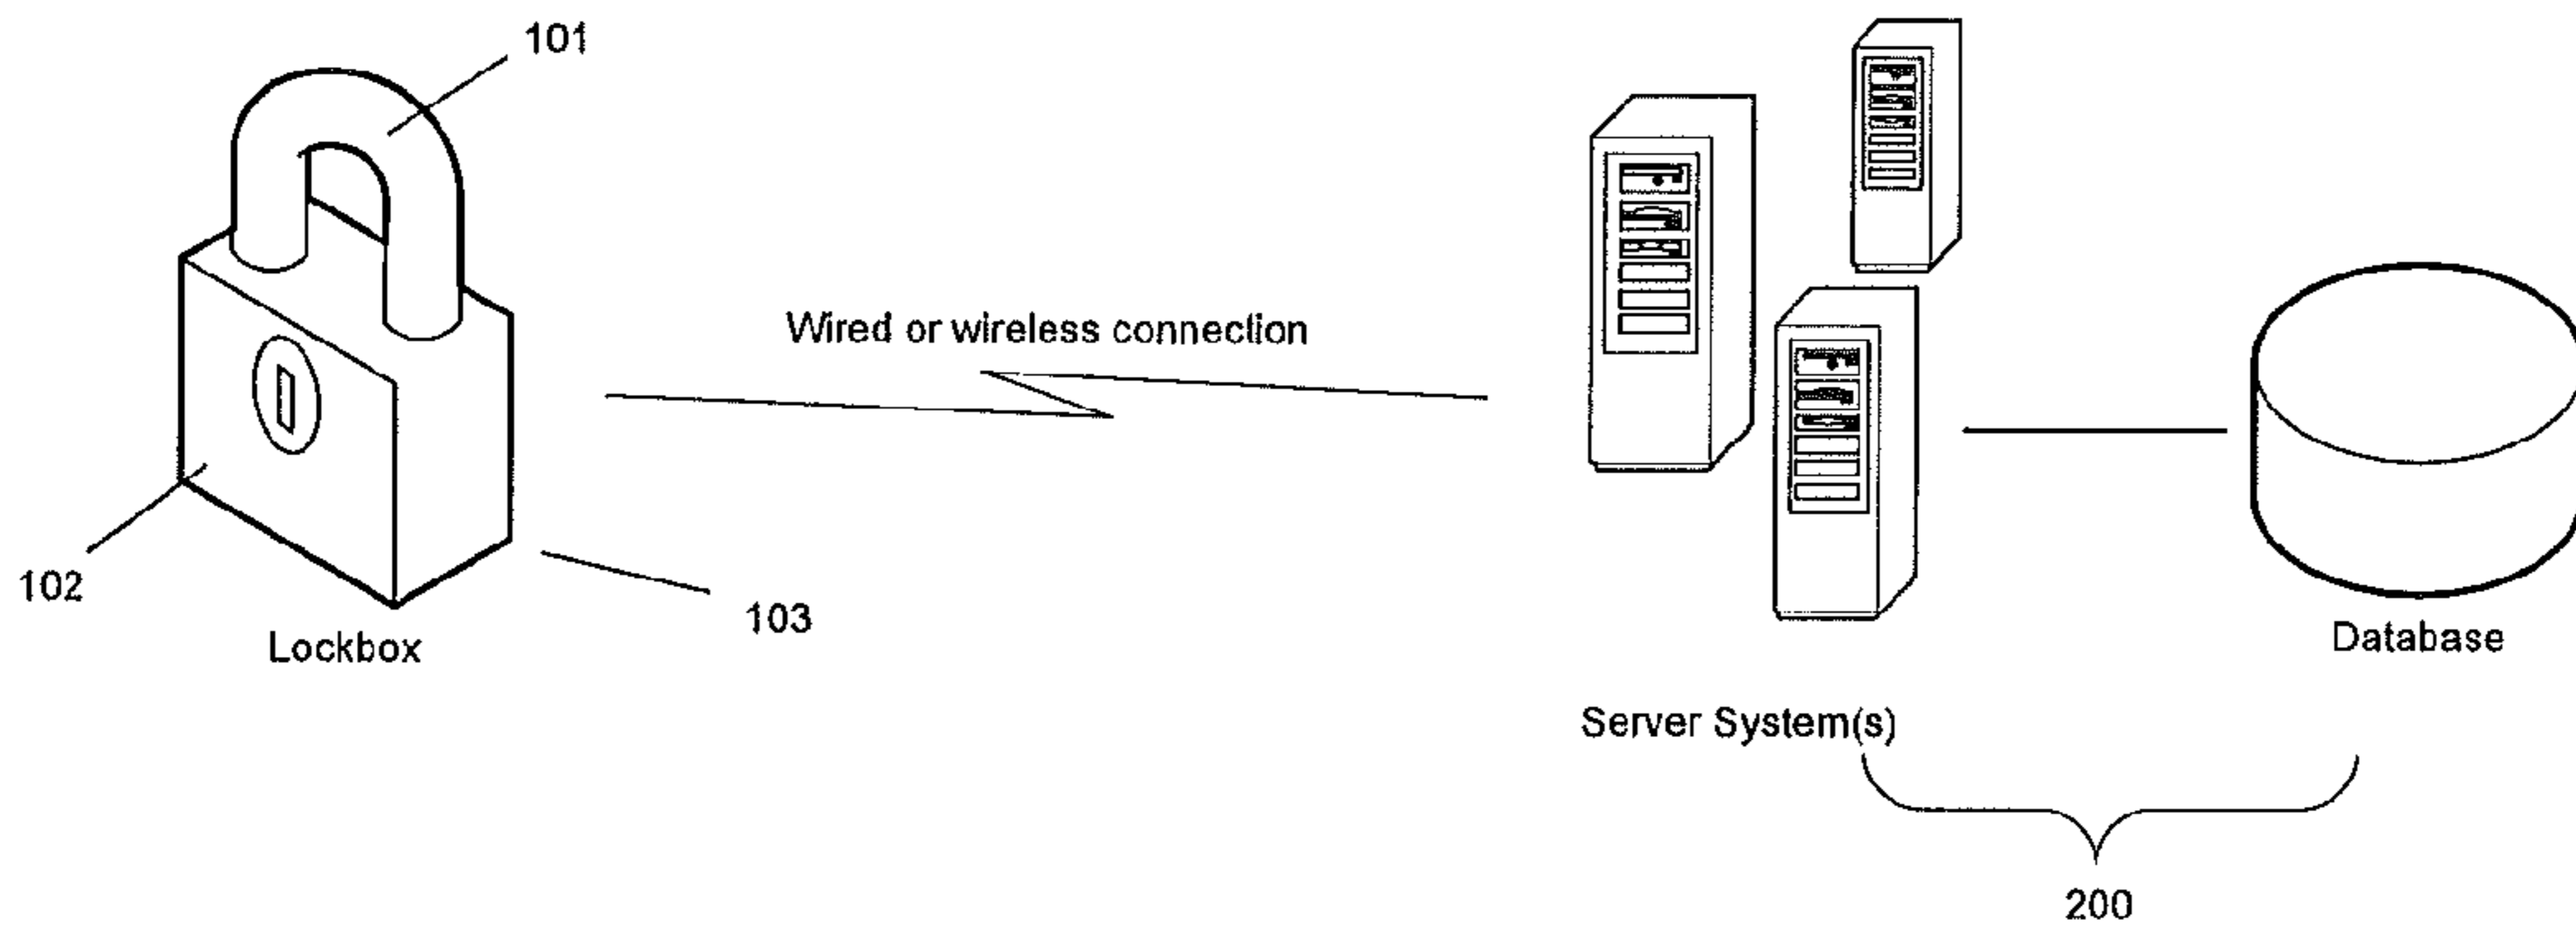 101
Wired or wireless connection
102
103
Lockbox
Database
Server System(s)
200